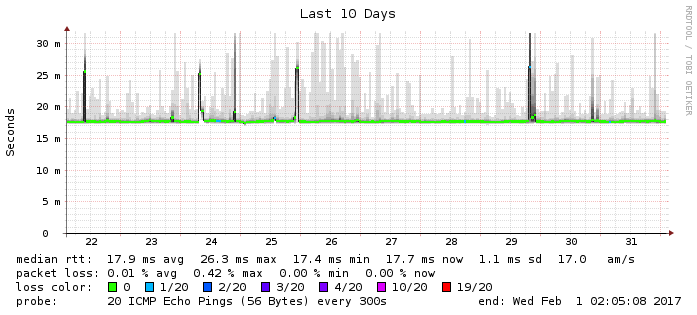 Last 10 Days
RRDTOOL / TOBI OETIKER
Seconds
30 m
25 m
20 m
15 m
10 m
5 m
0
22 23 24 25 26 27 28 29 30 31
median rtt: 17.9 ms avg 26.3 ms max 17.4 ms min 17.7 ms now 1.1 ms sd 17.0 am/s
packet loss: 0.01 % avg 0.42 % max 0.00 % min 0.00 % now
loss color: 0 1/20 2/20 3/20 4/20 10/20 19/20
probe: 20 ICMP Echo Pings (56 Bytes) every 300s end: Wed Feb 1 02:05:08 2017